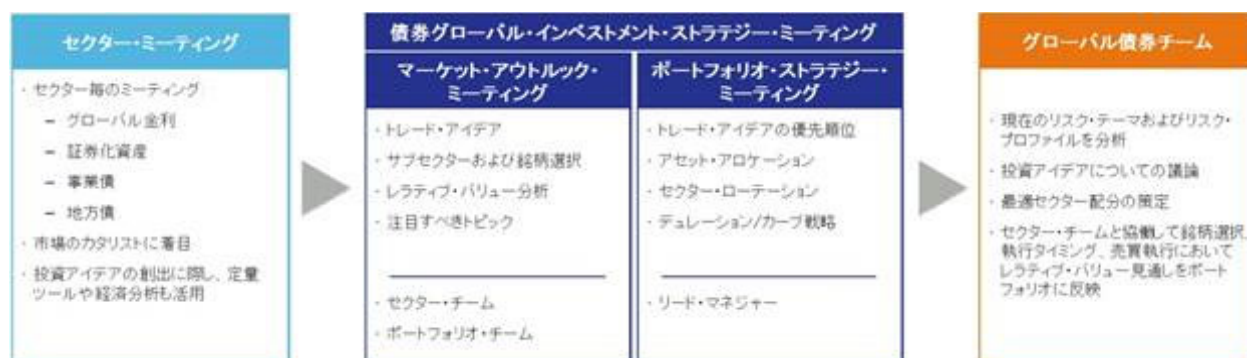 セクター・ミーティング
・セクター毎のミーティング
－ グローバル金利
－ 証券化資産
－ 事業債
－ 地方債
・市場のカタリストに着目
・投資アイデアの創出に際し、定量
ツールや経済分析も活用
債券グローバル・インベストメント・ストラテジー・ミーティング
マーケット・アウトルック・
ミーティング
・トレード・アイデア
・サブセクターおよび銘柄選択
・レラティブ・バリュー分析
・注目すべきトピック
・セクター・チーム
・ポートフォリオ・チーム
ポートフォリオ・ストラテジー・
ミーティング
・トレード・アイデアの優先順位
・アセット・アロケーション
・セクター・ローテーション
・デュレーション/カーブ戦略
・リード・マネジャー
グローバル債券チーム
・現在のリスク・テーマおよびリスク・
プロファイルを分析
・投資アイデアについての議論
・最適セクター配分の策定
・セクター・チームと協働して銘柄選択、
執行タイミング、売買執行において
レラティブ・バリュー見通しをポート
フォリオに反映